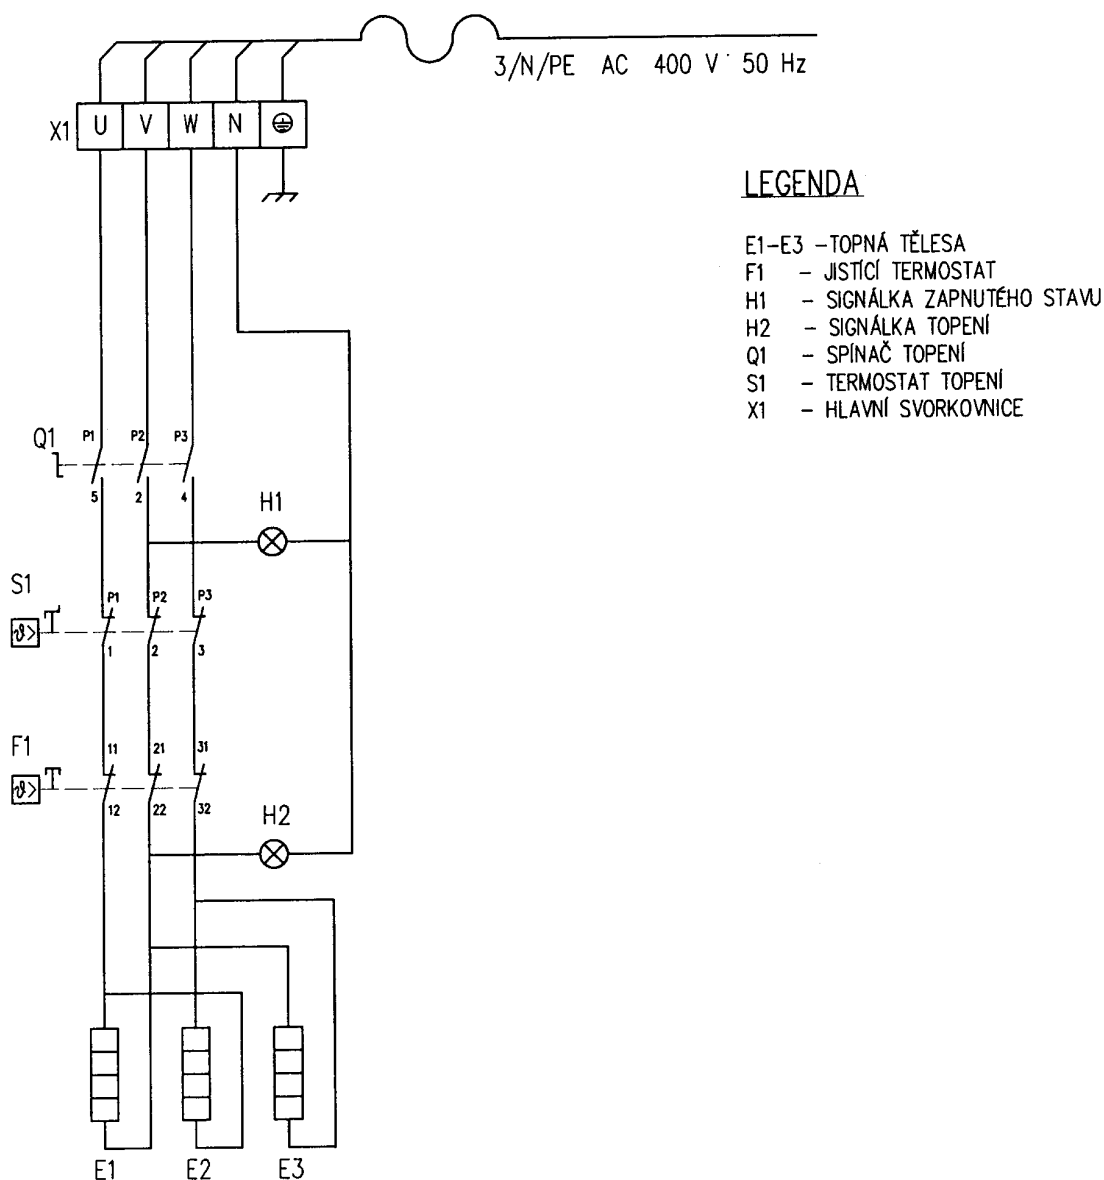 3/N/PE AC 400 V 50 Hz
X1 U V W N
LEGENDA
E1-E3 - TOPNÁ TĚLESA
F1 - JISTÍCÍ TERMOSTAT
H1 - SIGNÁLKA ZAPNUTÉHO STAVU
H2 - SIGNÁLKA TOPENÍ
Q1 - SPÍNAČ TOPENÍ
S1 - TERMOSTAT TOPENÍ
X1 - HLAVNÍ SVORKOVNICE
Q1 P1 P2 P3
5 2 4
H1
S1
P1 P2 P3
ϑ>
1 2 3
F1
11 21 31
ϑ>
12 22 32
H2
E1 E2 E3